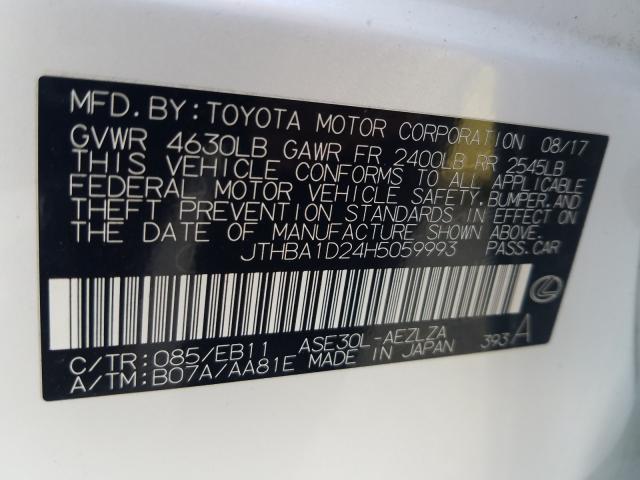 MFD. BY: TOYOTA MOTOR CORPORATION 08/17
GVWR 4630LB GAWR FR 2400LB RR 2545LB
THIS VEHICLE CONFORMS TO ALL APPLICABLE
FEDERAL MOTOR VEHICLE SAFETY, BUMPER, AND
THEFT PREVENTION STANDARDS IN EFFECT ON
THE DATE OF MANUFACTURE SHOWN ABOVE.
JTHBA1D24H5059993 PASS. CAR
C/TR: 085/EB11 ASE30L-AEZLZA 393 A
A/TM: B07A/AA81E MADE IN JAPAN